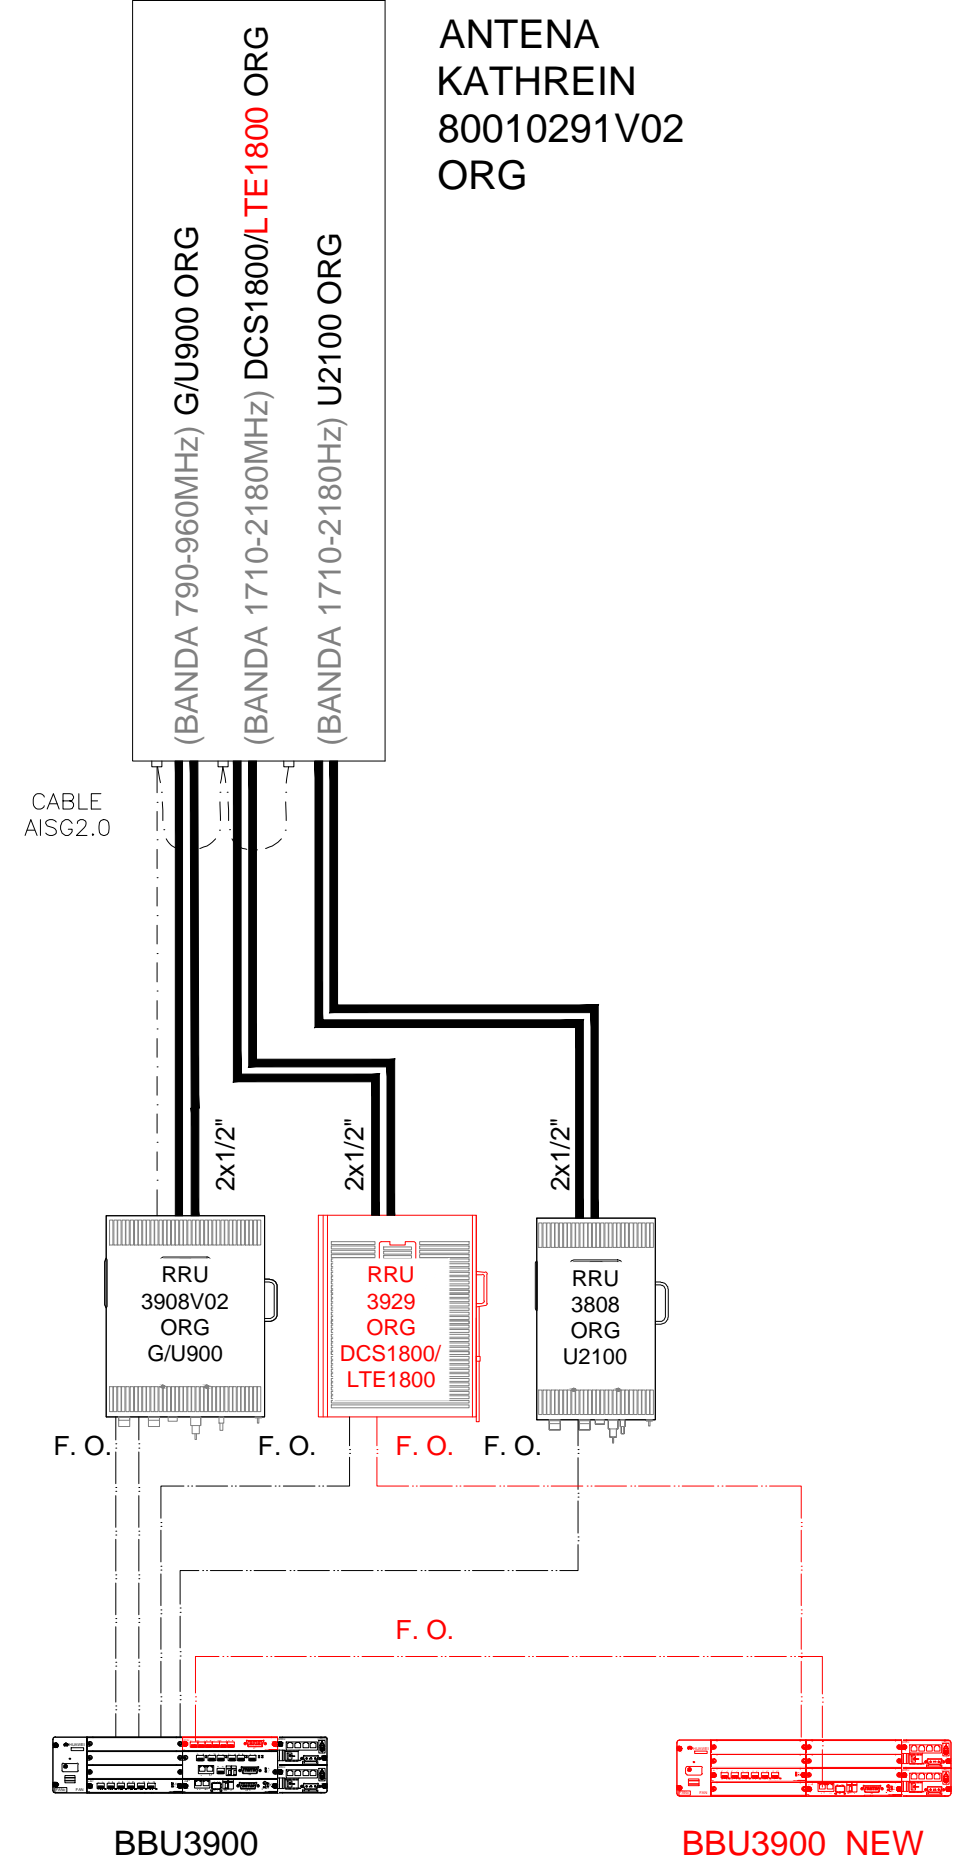 ANTENA
KATHREIN
80010291V02
ORG
(BANDA 790-960MHz) G/U900 ORG
(BANDA 1710-2180MHz) DCS1800/LTE1800 ORG
(BANDA 1710-2180Hz) U2100 ORG
CABLE
AISG2.0
2x1/2"
2x1/2"
2x1/2"
RRU
3908V02
ORG
G/U900
RRU
3929
ORG
DCS1800/
LTE1800
RRU
3808
ORG
U2100
F. O.
F. O.
F. O.
F. O.
F. O.
BBU3900
BBU3900 NEW